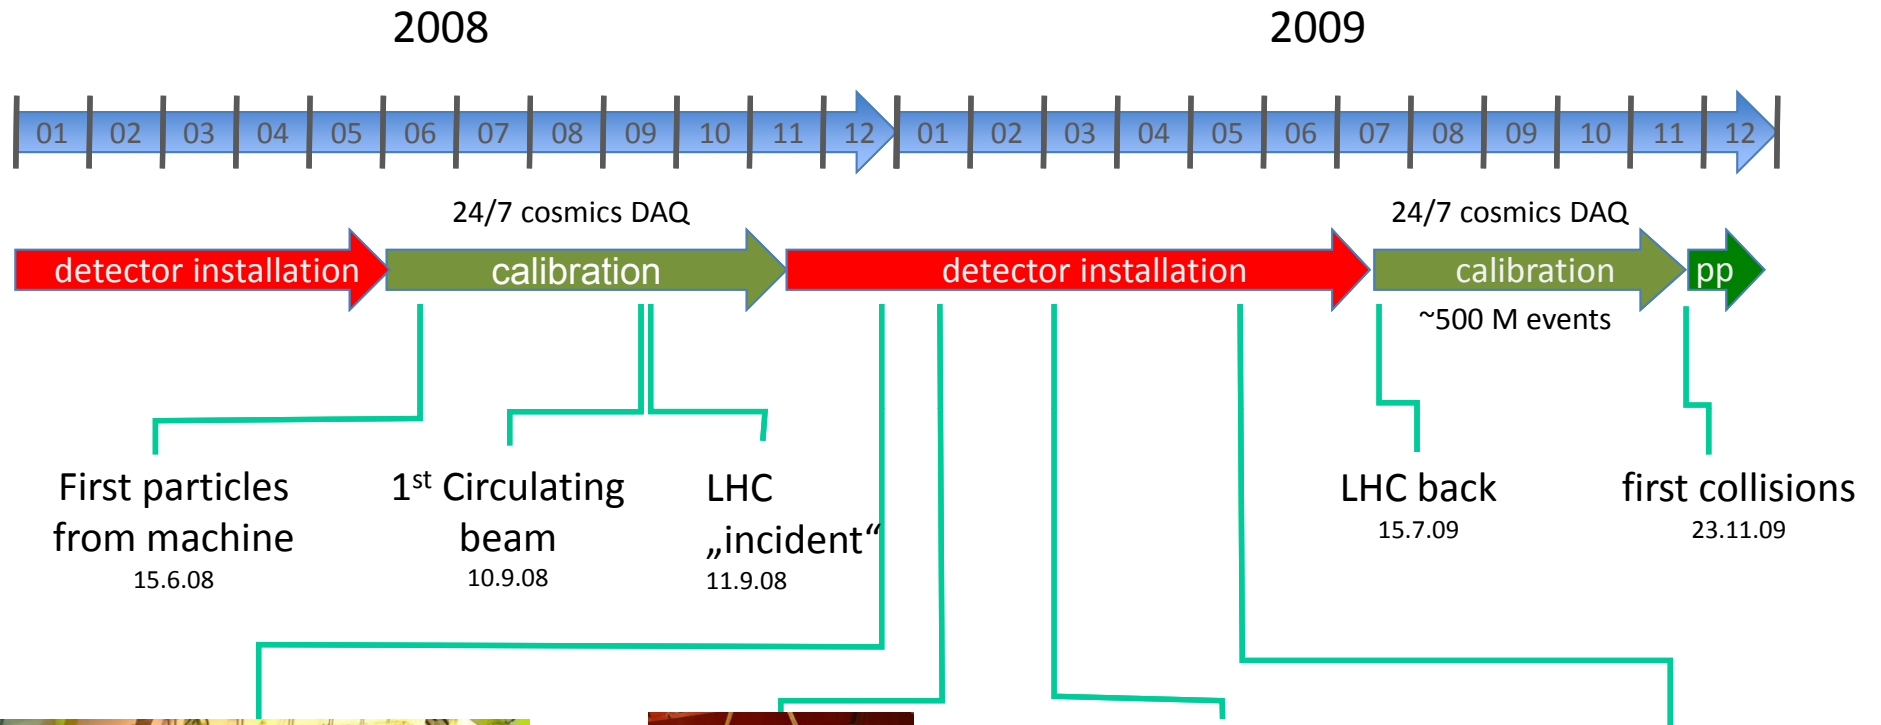 2008 2009
01 02 03 04 05 06 07 08 09 10 11 12 01 02 03 04 05 06 07 08 09 10 11 12
24/7 cosmics DAQ 24/7 cosmics DAQ
detector installation calibration detector installation calibration pp
~500 M events
First particles
from machine
15.6.08
1st Circulating
beam
10.9.08
LHC
„incident“
11.9.08
LHC back
15.7.09
first collisions
23.11.09